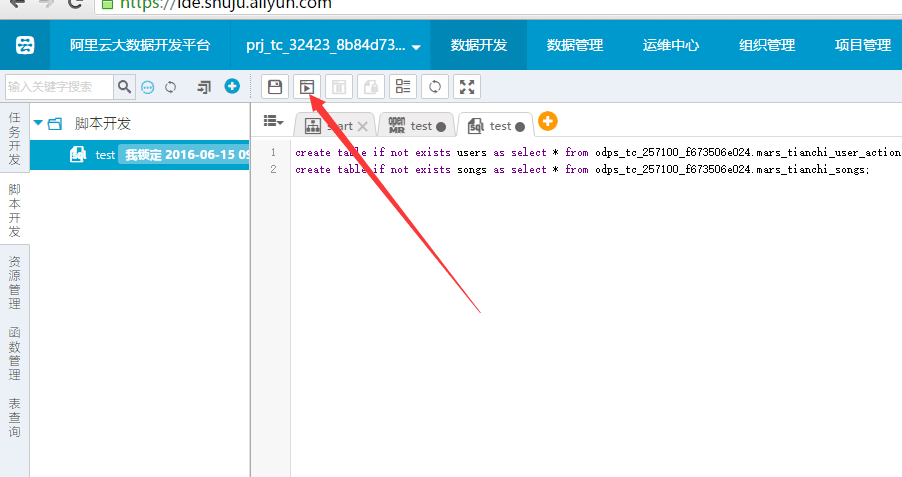 https://ide.shuju.aliyun.com
阿里云大数据开发平台 prj_tc_32423_8b84d73... 数据开发 数据管理 运维中心 组织管理 项目管理
输入关键字搜索
任务开发
脚本开发
资源管理
函数管理
表查询
脚本开发
test 我锁定 2016-06-15 09
start open MR test sql test
1 create table if not exists users as select * from odps_tc_257100_f673506e024.mars_tianchi_user_action
2 create table if not exists songs as select * from odps_tc_257100_f673506e024.mars_tianchi_songs;